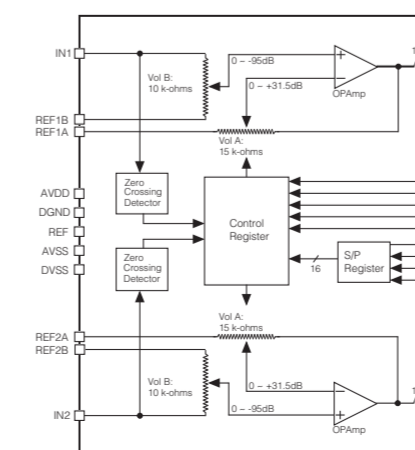 IN1
Vol B:
10 k-ohms
0 – -95dB
0 – +31.5dB
OPAmp
REF1B
REF1A
Vol A:
15 k-ohms
AVDD
DGND
REF
AVSS
DVSS
Zero
Crossing
Detector
Zero
Crossing
Detector
Control
Register
16
S/P
Register
Vol A:
15 k-ohms
REF2A
REF2B
Vol B:
10 k-ohms
0 – +31.5dB
0 – -95dB
OPAmp
IN2